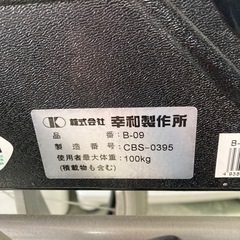 株式会社 幸和製作所
品番:B-09
製造番号:CBS-0395
使用者最大体重:100kg
(積載物も含む)
B-